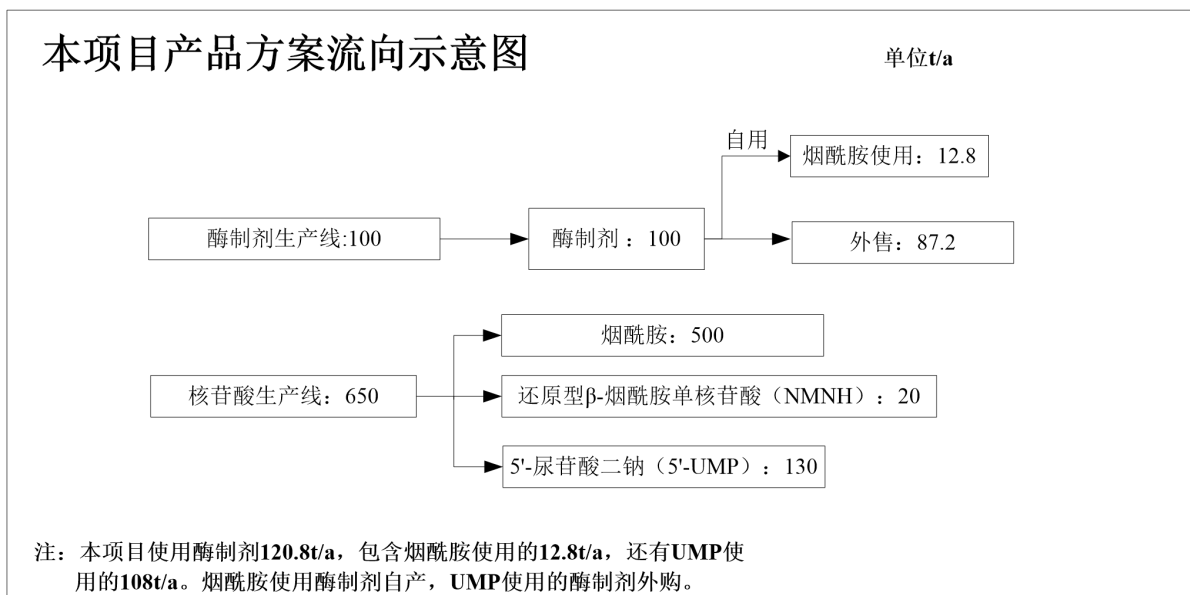 本项目产品方案流向示意图
单位t/a
自用
烟酰胺使用：12.8
酶制剂生产线:100
酶制剂 ：100
外售：87.2
烟酰胺：500
核苷酸生产线：650
还原型β-烟酰胺单核苷酸（NMNH）：20
5'-尿苷酸二钠（5'-UMP）：130
注：本项目使用酶制剂120.8t/a，包含烟酰胺使用的12.8t/a，还有UMP使
用的108t/a。烟酰胺使用酶制剂自产，UMP使用的酶制剂外购。